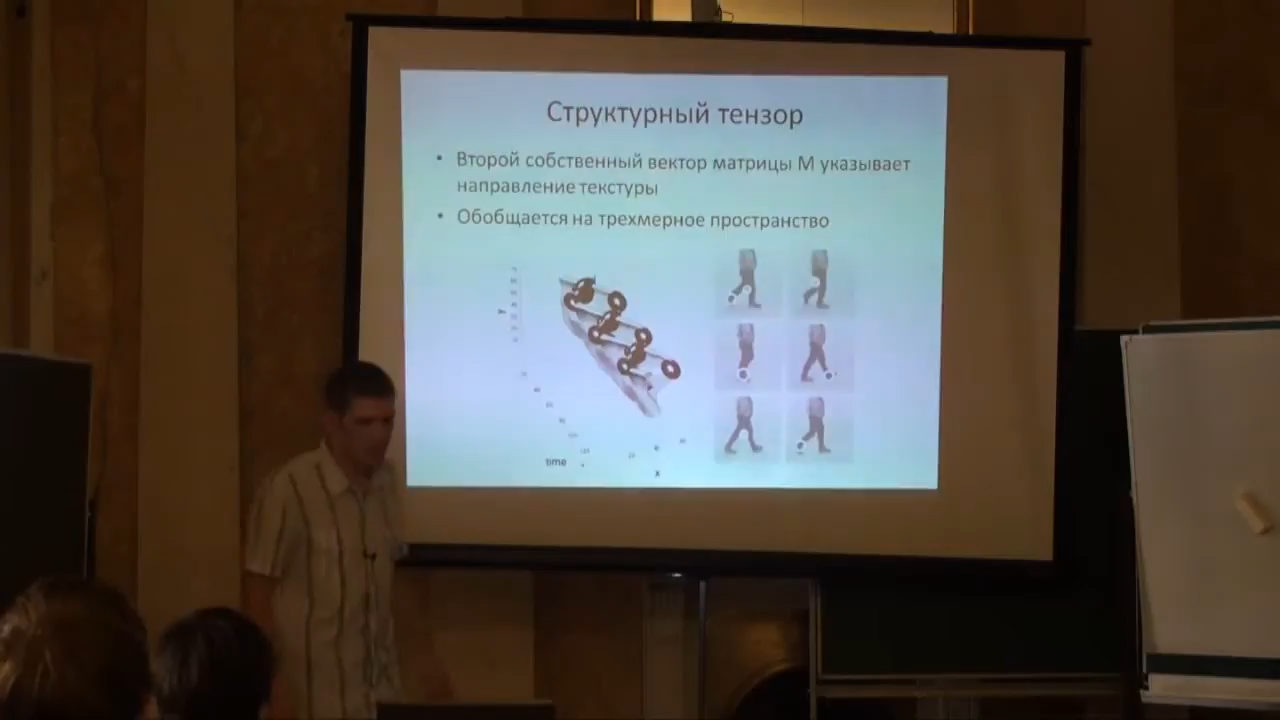 Структурный тензор
• Второй собственный вектор матрицы М указывает
направление текстуры
• Обобщается на трехмерное пространство
y
time
x